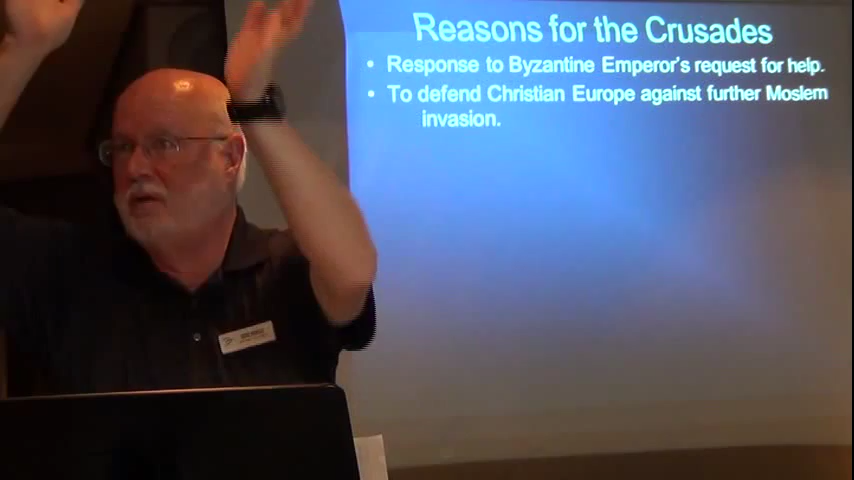 Reasons for the Crusades
• Response to Byzantine Emperor's request for help.
• To defend Christian Europe against further Moslem
invasion.